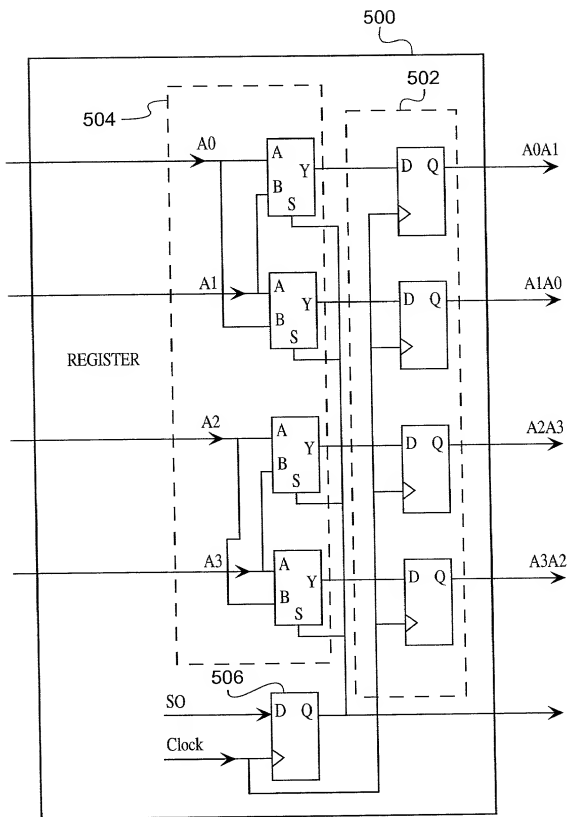 500
502
504
A0
A
Y
B
S
D Q
A0A1
A1
A
Y
B
S
D Q
A1A0
REGISTER
A2
A
Y
B
S
D Q
A2A3
A3
A
Y
B
S
D Q
A3A2
506
SO
D Q
Clock